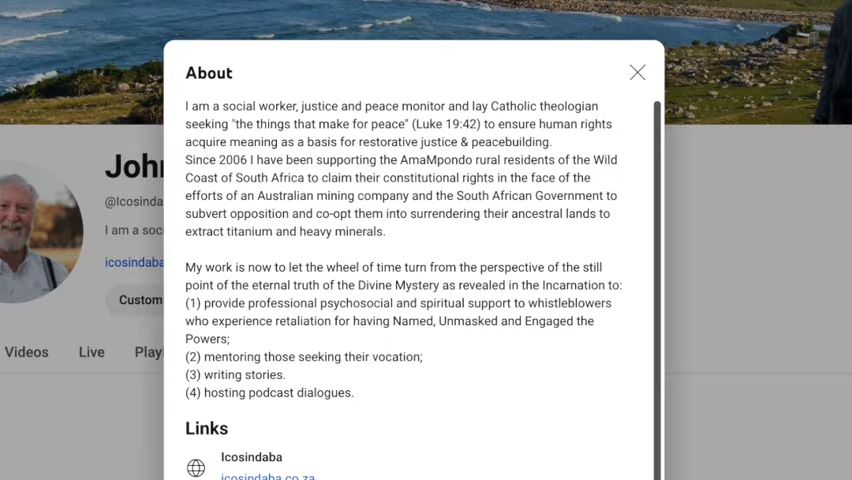 About
I am a social worker, justice and peace monitor and lay Catholic theologian
seeking "the things that make for peace" (Luke 19:42) to ensure human rights
acquire meaning as a basis for restorative justice & peacebuilding.
Since 2006 I have been supporting the AmaMpondo rural residents of the Wild
Coast of South Africa to claim their constitutional rights in the face of the
efforts of an Australian mining company and the South African Government to
subvert opposition and co-opt them into surrendering their ancestral lands to
extract titanium and heavy minerals.
My work is now to let the wheel of time turn from the perspective of the still
point of the eternal truth of the Divine Mystery as revealed in the Incarnation to:
(1) provide professional psychosocial and spiritual support to whistleblowers
who experience retaliation for having Named, Unmasked and Engaged the
Powers;
(2) mentoring those seeking their vocation;
(3) writing stories.
(4) hosting podcast dialogues.
Links
Icosindaba
icosindaba.co.za
John
@Icosinda
I am a soc
icosindaba
Custom
Videos Live Playl